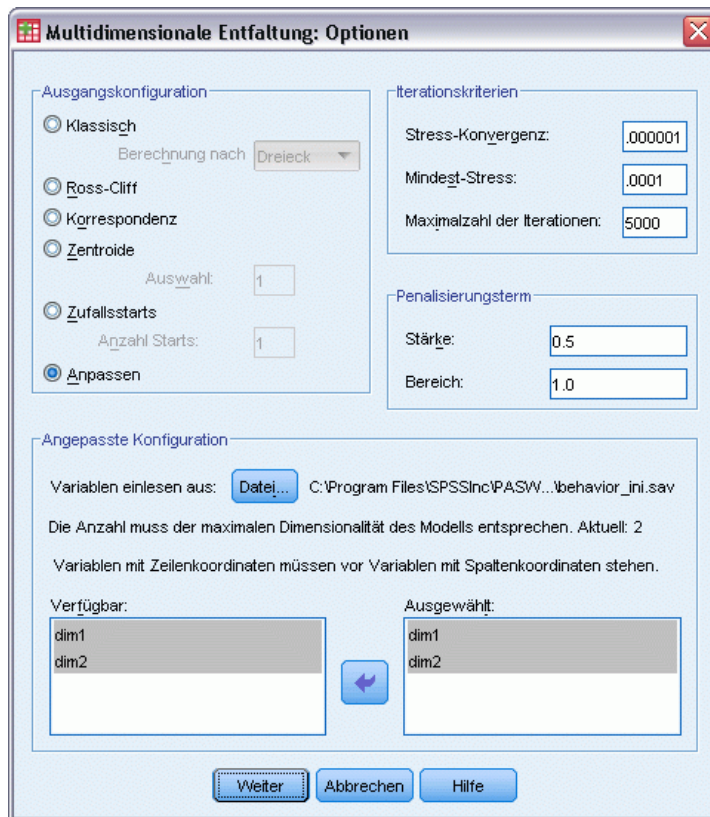 Multidimensionale Entfaltung: Optionen
Ausgangskonfiguration
Klassisch
Berechnung nach Dreieck
Ross-Cliff
Korrespondenz
Zentroide
Auswahl: 1
Zufallsstarts
Anzahl Starts: 1
Anpassen
Iterationskriterien
Stress-Konvergenz: .000001
Mindest-Stress: .0001
Maximalzahl der Iterationen: 5000
Penalisierungsterm
Stärke: 0.5
Bereich: 1.0
Angepasste Konfiguration
Variablen einlesen aus: Datei... C:\Program Files\SPSSInc\PASW...\behavior_ini.sav
Die Anzahl muss der maximalen Dimensionalität des Modells entsprechen. Aktuell: 2
Variablen mit Zeilenkoordinaten müssen vor Variablen mit Spaltenkoordinaten stehen.
Verfügbar:
dim1
dim2
Ausgewählt:
dim1
dim2
Weiter Abbrechen Hilfe